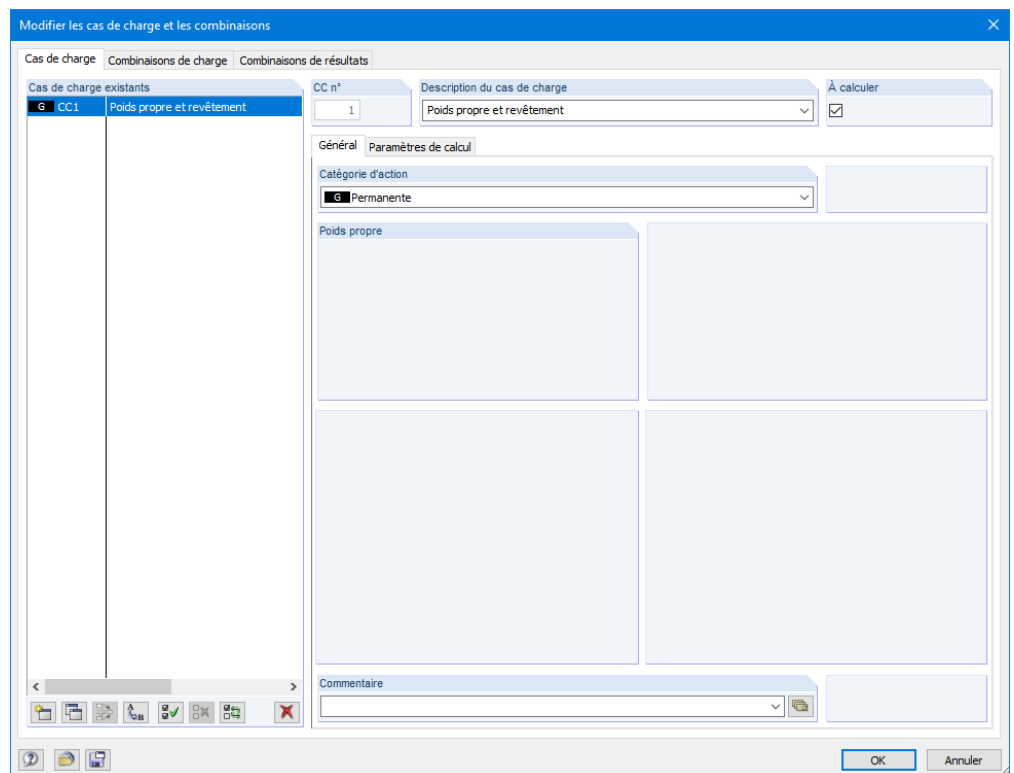 Modifier les cas de charge et les combinaisons
Cas de charge Combinaisons de charge Combinaisons de résultats
Cas de charge existants
G CC1 Poids propre et revêtement
CC n°
1
Description du cas de charge
Poids propre et revêtement
À calculer
Général Paramètres de calcul
Catégorie d'action
G Permanente
Poids propre
Commentaire
OK Annuler